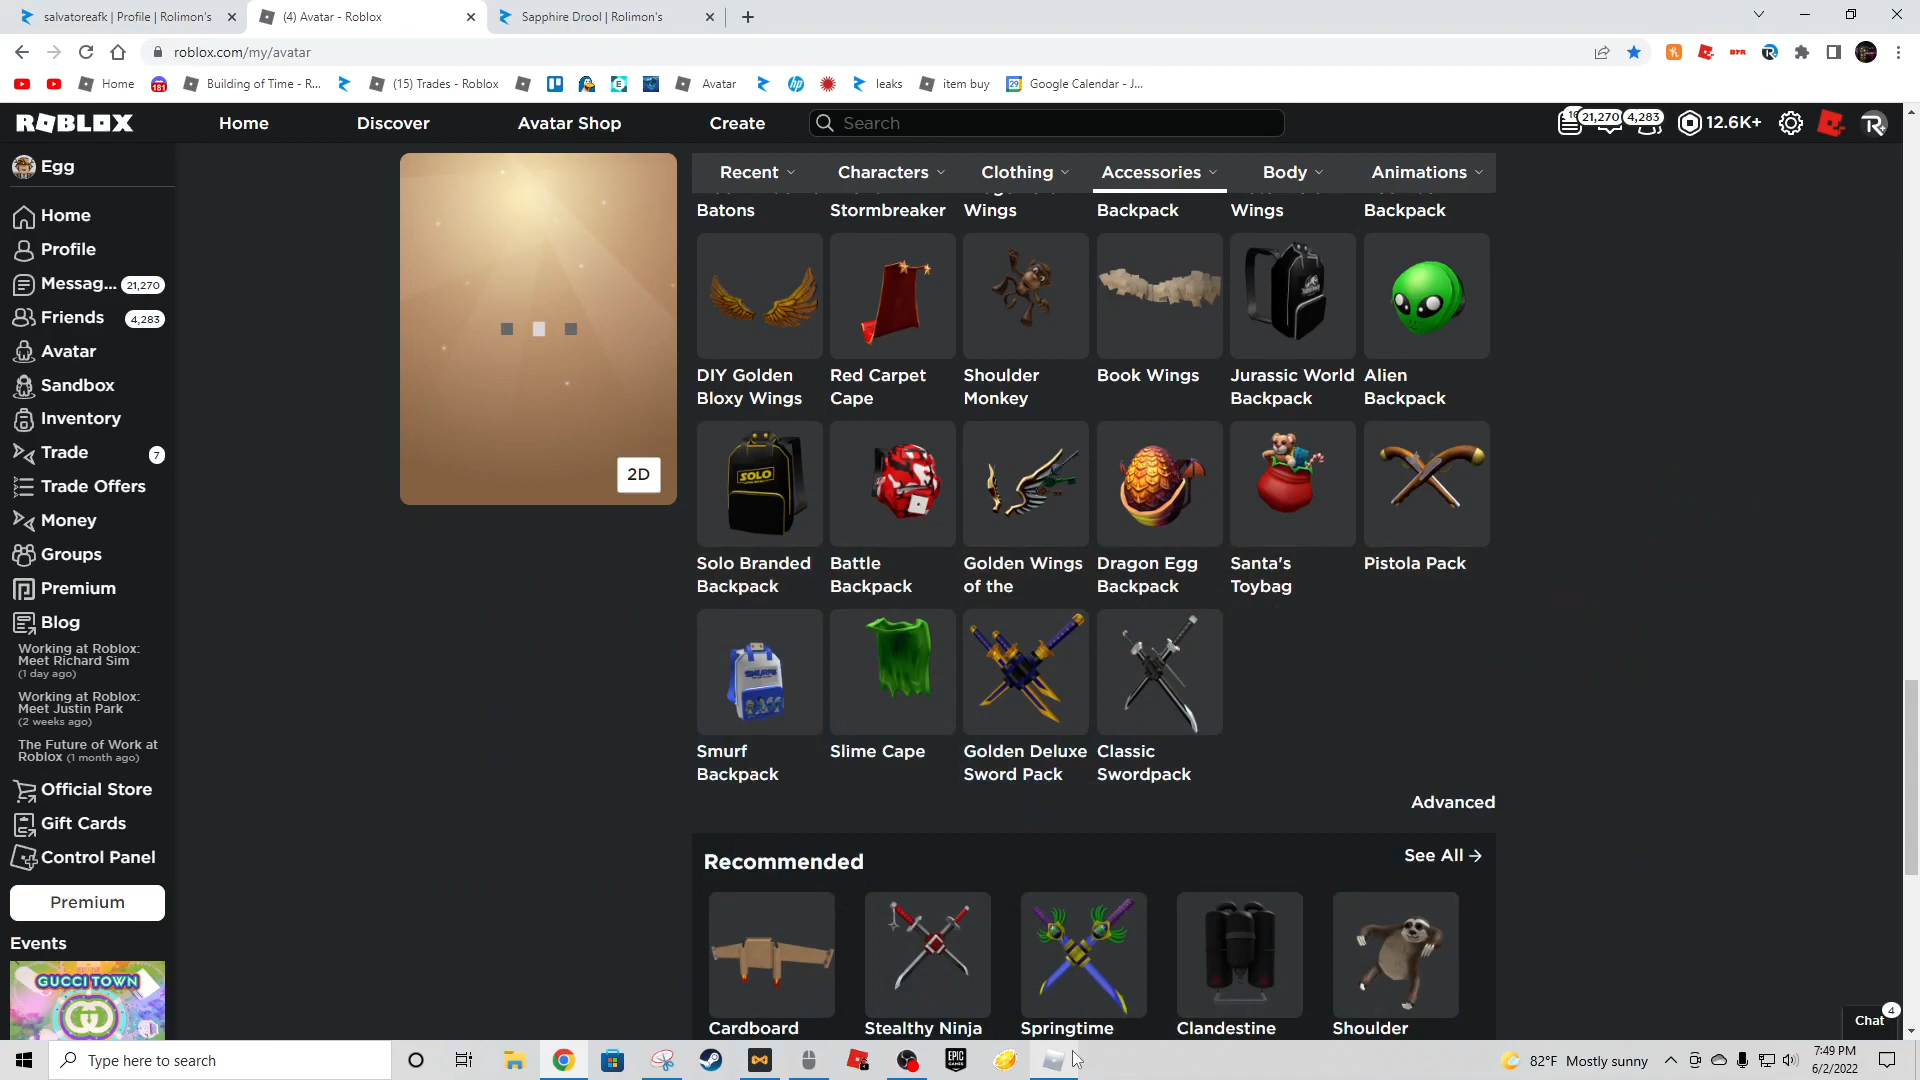 salvatoreafk | Profile | Rolimon's
(4) Avatar - Roblox
Sapphire Drool | Rolimon's
roblox.com/my/avatar
Home
181
Building of Time - R...
(15) Trades - Roblox
Avatar
leaks
item buy
29
Google Calendar - J...
ROBLOX
Home
Discover
Avatar Shop
Create
Search
21,270
4,283
12.6K+
Egg
Home
Profile
Messag... 21,270
Friends 4,283
Avatar
Sandbox
Inventory
Trade 7
Trade Offers
Money
Groups
Premium
Blog
Working at Roblox:
Meet Richard Sim
(1 day ago)
Working at Roblox:
Meet Justin Park
(2 weeks ago)
The Future of Work at
Roblox (1 month ago)
Official Store
Gift Cards
Control Panel
Premium
Events
GUCCI TOWN
2D
Recent
Characters
Clothing
Accessories
Body
Animations
Batons
Stormbreaker
Wings
Backpack
Wings
Backpack
DIY Golden
Bloxy Wings
Red Carpet
Cape
Shoulder
Monkey
Book Wings
Jurassic World
Backpack
Alien
Backpack
SOLO
Solo Branded
Backpack
Battle
Backpack
Golden Wings
of the
Dragon Egg
Backpack
Santa's
Toybag
Pistola Pack
SMURFS
Smurf
Backpack
Slime Cape
Golden Deluxe
Sword Pack
Classic
Swordpack
Advanced
Recommended
See All
Cardboard
Stealthy Ninja
Springtime
Clandestine
Shoulder
Chat 4
Type here to search
EPIC
GAMES
82°F Mostly sunny
7:49 PM
6/2/2022